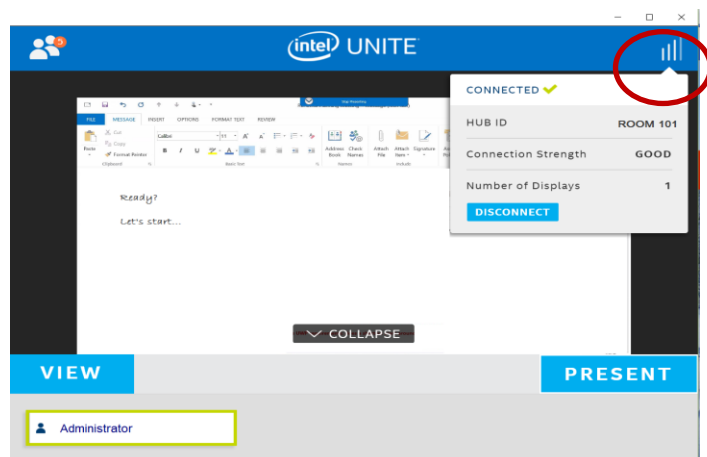 5
intel UNITE
CONNECTED
HUB ID ROOM 101
Connection Strength GOOD
Number of Displays 1
DISCONNECT
FILE MESSAGE INSERT OPTIONS FORMAT TEXT REVIEW
Cut
Copy
Paste
Format Painter
Calibri 11
B I U
Address Book
Check Names
Attach File
Attach Item
Signature
Clipboard
Basic Text
Names
Include
Ready?
Let's start...
COLLAPSE
VIEW
PRESENT
Administrator